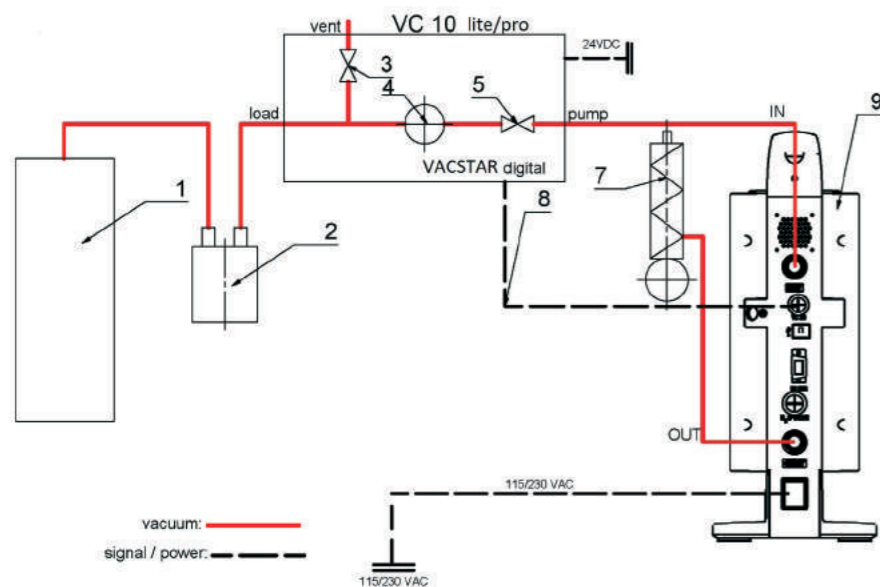 vent
VC 10 lite/pro
24VDC
3
4
5
load
pump
IN
9
VACSTAR digital
1
7
8
2
OUT
115/230 VAC
vacuum:
signal / power:
115/230 VAC